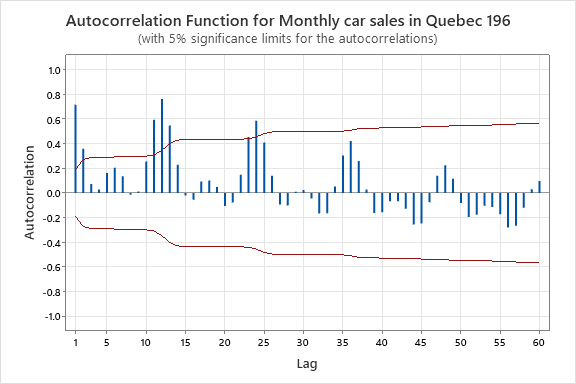 Autocorrelation Function for Monthly car sales in Quebec 196
(with 5% significance limits for the autocorrelations)
1.0
0.8
0.6
0.4
0.2
0.0
-0.2
-0.4
-0.6
-0.8
-1.0
Autocorrelation
1 5 10 15 20 25 30 35 40 45 50 55 60
Lag